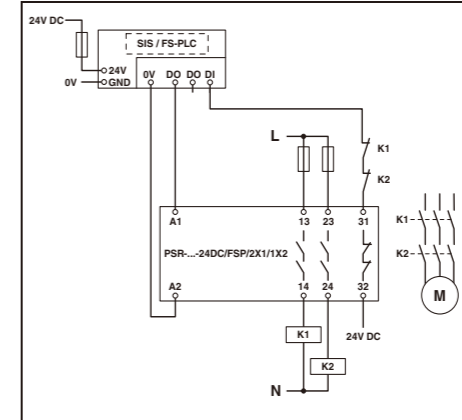 24V DC
SIS / FS-PLC
24V
0V DO DO DI
0V
GND
K1
L
K2
A1 13 23 31
K1
PSR-...-24DC/FSP/2X1/1X2
K2
A2 14 24 32
M
K1
24V DC
K2
N